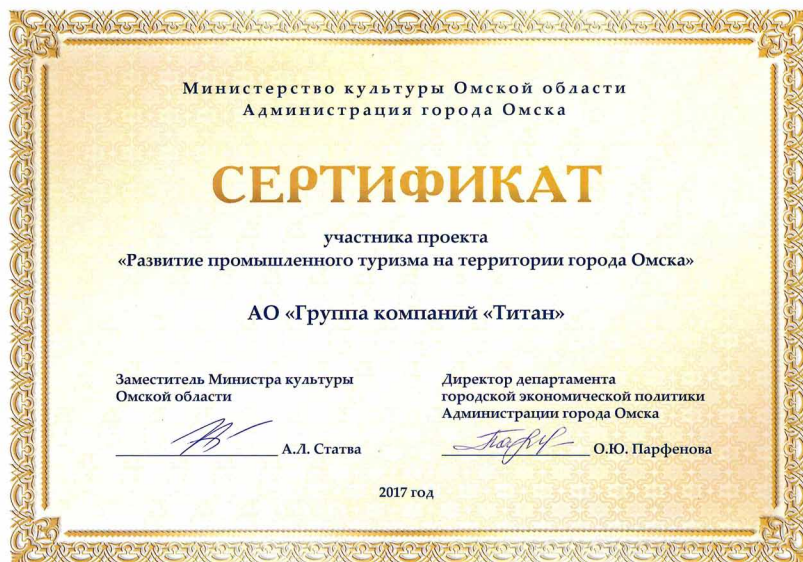 Министерство культуры Омской области
Администрация города Омска
СЕРТИФИКАТ
участника проекта
«Развитие промышленного туризма на территории города Омска»
АО «Группа компаний «Титан»
Заместитель Министра культуры
Омской области
А.Л. Статва
Директор департамента
городской экономической политики
Администрации города Омска
О.Ю. Парфенова
2017 год